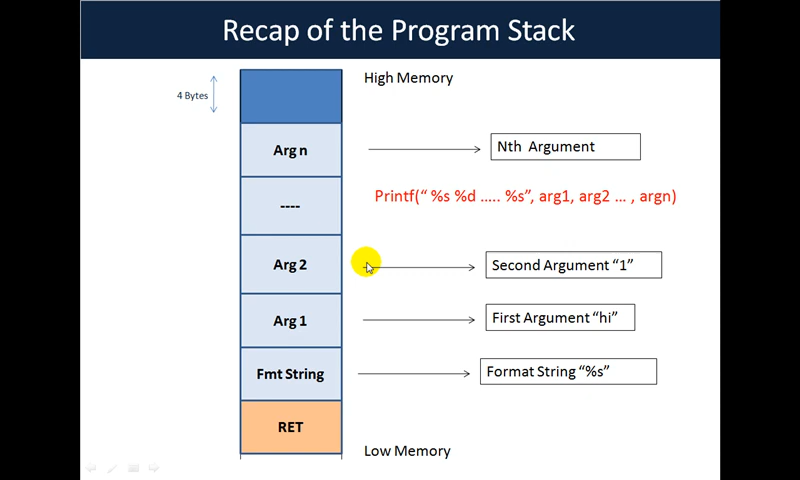 Recap of the Program Stack
High Memory
4 Bytes
Arg n
Nth Argument
Printf(“ %s %d ..... %s”, arg1, arg2 ... , argn)
----
Arg 2
Second Argument “1”
Arg 1
First Argument “hi”
Fmt String
Format String “%s”
RET
Low Memory